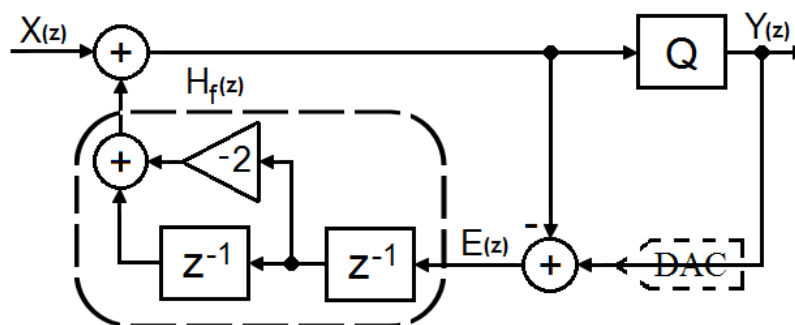 X(z)
+
Hf(z)
Q
Y(z)
+
-2
z-1
z-1
E(z)
-
+
DAC